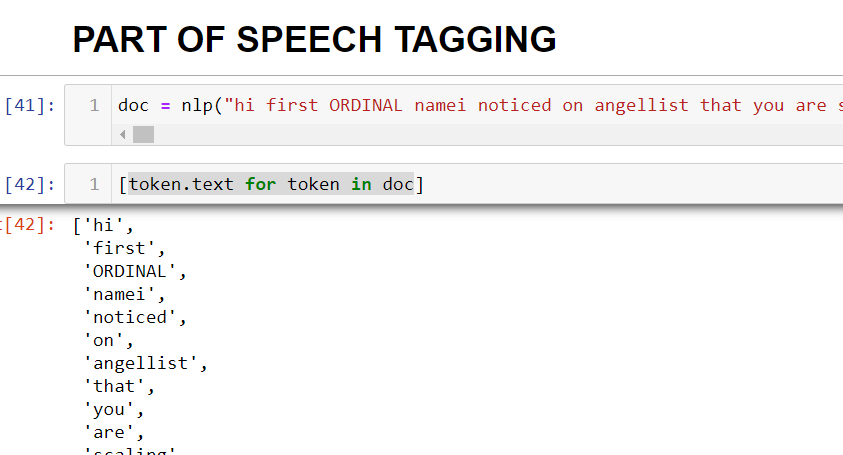 PART OF SPEECH TAGGING
[41]: 1 doc = nlp("hi first ORDINAL namei noticed on angellist that you are
[42]: 1 [token.text for token in doc]
[42]: ['hi',
'first',
'ORDINAL',
'namei',
'noticed',
'on',
'angellist',
'that',
'you',
'are',